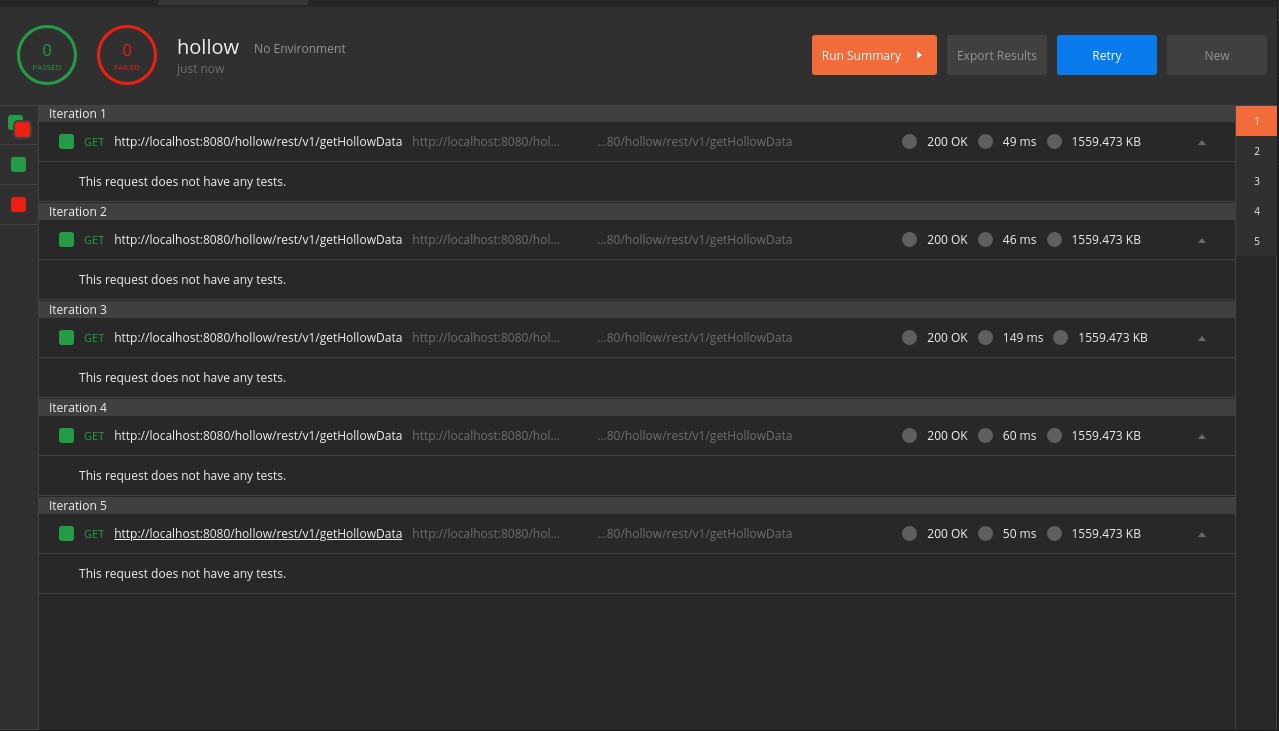 0 PASSED 0 FAILED hollow No Environment just now Run Summary Export Results Retry New
Iteration 1
GET http://localhost:8080/hollow/rest/v1/getHollowData http://localhost:8080/hol... ...80/hollow/rest/v1/getHollowData 200 OK 49 ms 1559.473 KB
This request does not have any tests.
Iteration 2
GET http://localhost:8080/hollow/rest/v1/getHollowData http://localhost:8080/hol... ...80/hollow/rest/v1/getHollowData 200 OK 46 ms 1559.473 KB
This request does not have any tests.
Iteration 3
GET http://localhost:8080/hollow/rest/v1/getHollowData http://localhost:8080/hol... ...80/hollow/rest/v1/getHollowData 200 OK 149 ms 1559.473 KB
This request does not have any tests.
Iteration 4
GET http://localhost:8080/hollow/rest/v1/getHollowData http://localhost:8080/hol... ...80/hollow/rest/v1/getHollowData 200 OK 60 ms 1559.473 KB
This request does not have any tests.
Iteration 5
GET http://localhost:8080/hollow/rest/v1/getHollowData http://localhost:8080/hol... ...80/hollow/rest/v1/getHollowData 200 OK 50 ms 1559.473 KB
This request does not have any tests.
1
2
3
4
5